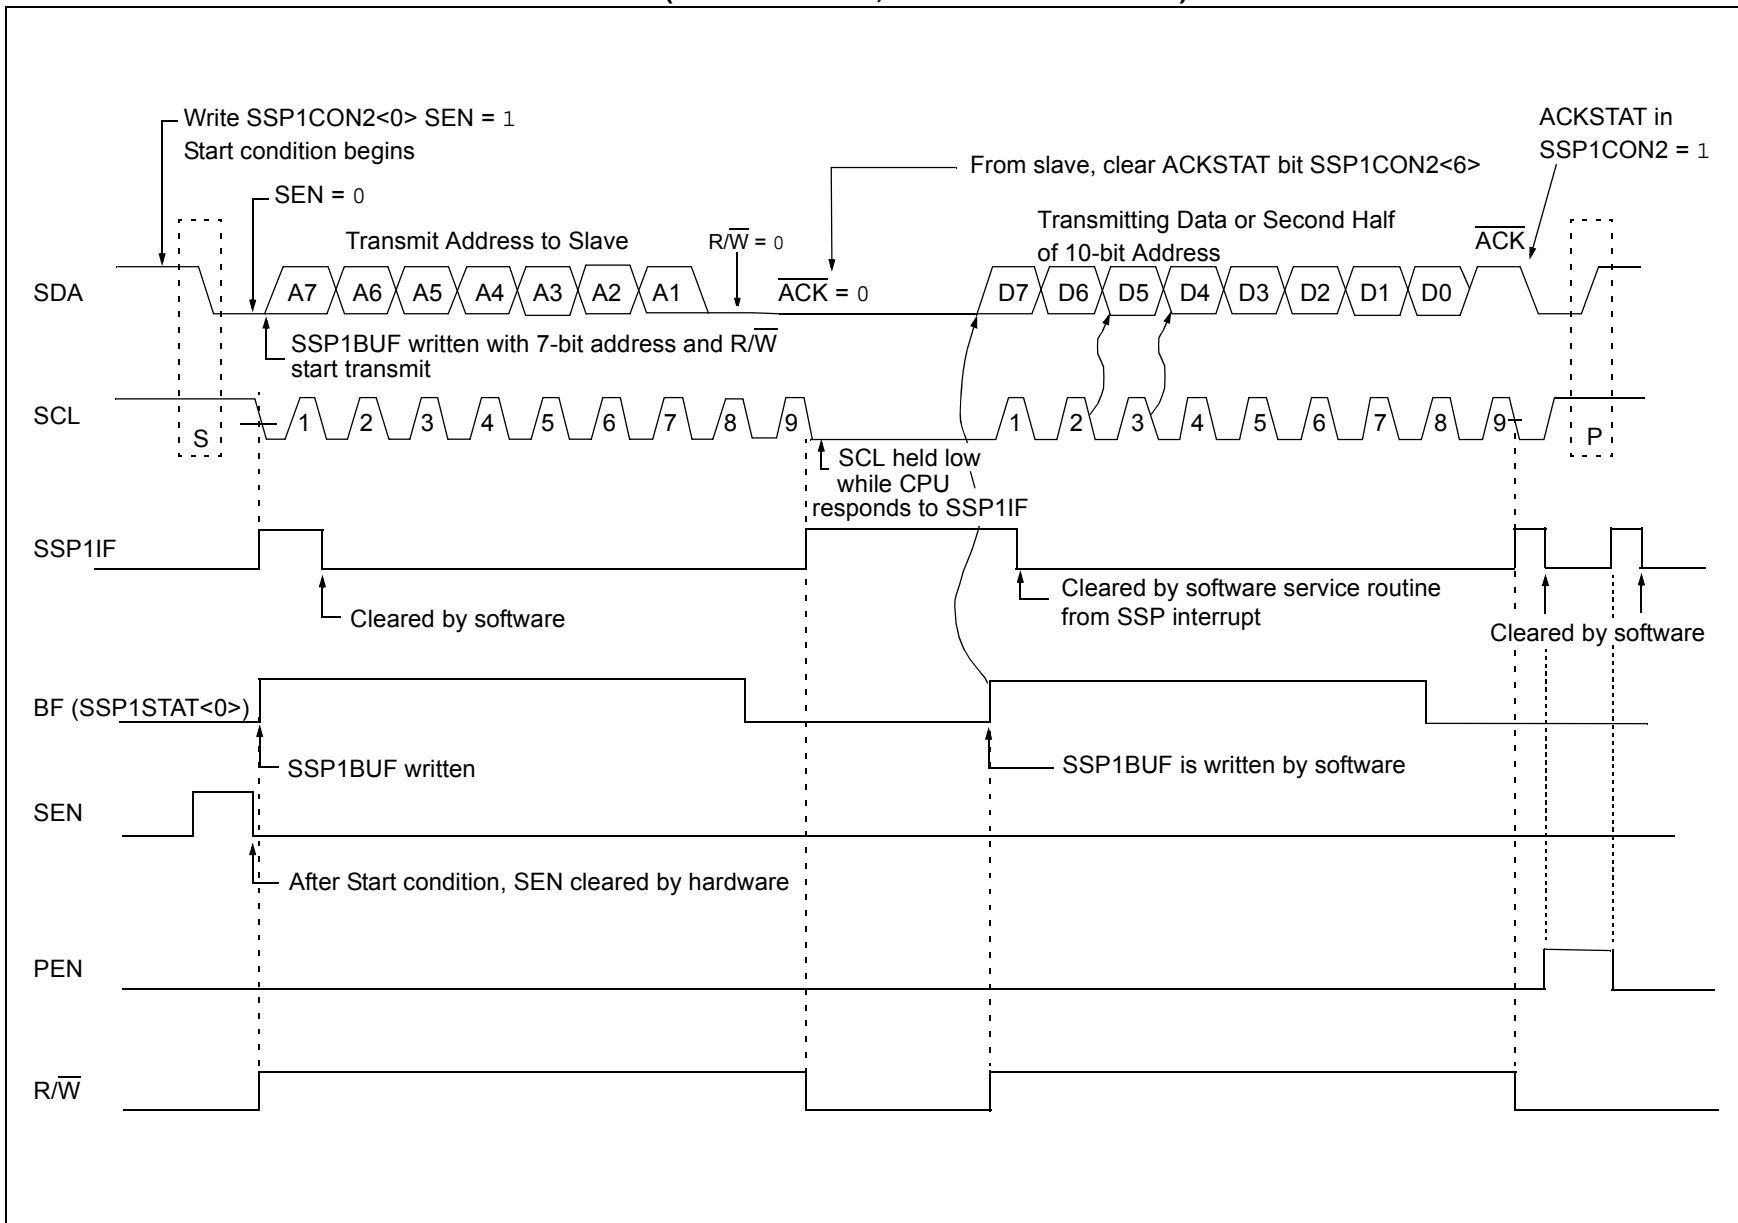 Write SSP1CON2<0> SEN = 1
Start condition begins
ACKSTAT in
SSP1CON2 = 1
From slave, clear ACKSTAT bit SSP1CON2<6>
SEN = 0
Transmit Address to Slave
R/W̅ = 0
Transmitting Data or Second Half
of 10-bit Address
A̅C̅K̅
SDA
A7 A6 A5 A4 A3 A2 A1
A̅C̅K̅ = 0
D7 D6 D5 D4 D3 D2 D1 D0
SSP1BUF written with 7-bit address and R/W̅
start transmit
SCL
S
1 2 3 4 5 6 7 8 9
1 2 3 4 5 6 7 8 9
P
SCL held low
while CPU
responds to SSP1IF
SSP1IF
Cleared by software
Cleared by software service routine
from SSP interrupt
Cleared by software
BF (SSP1STAT<0>)
SSP1BUF written
SSP1BUF is written by software
SEN
After Start condition, SEN cleared by hardware
PEN
R/W̅